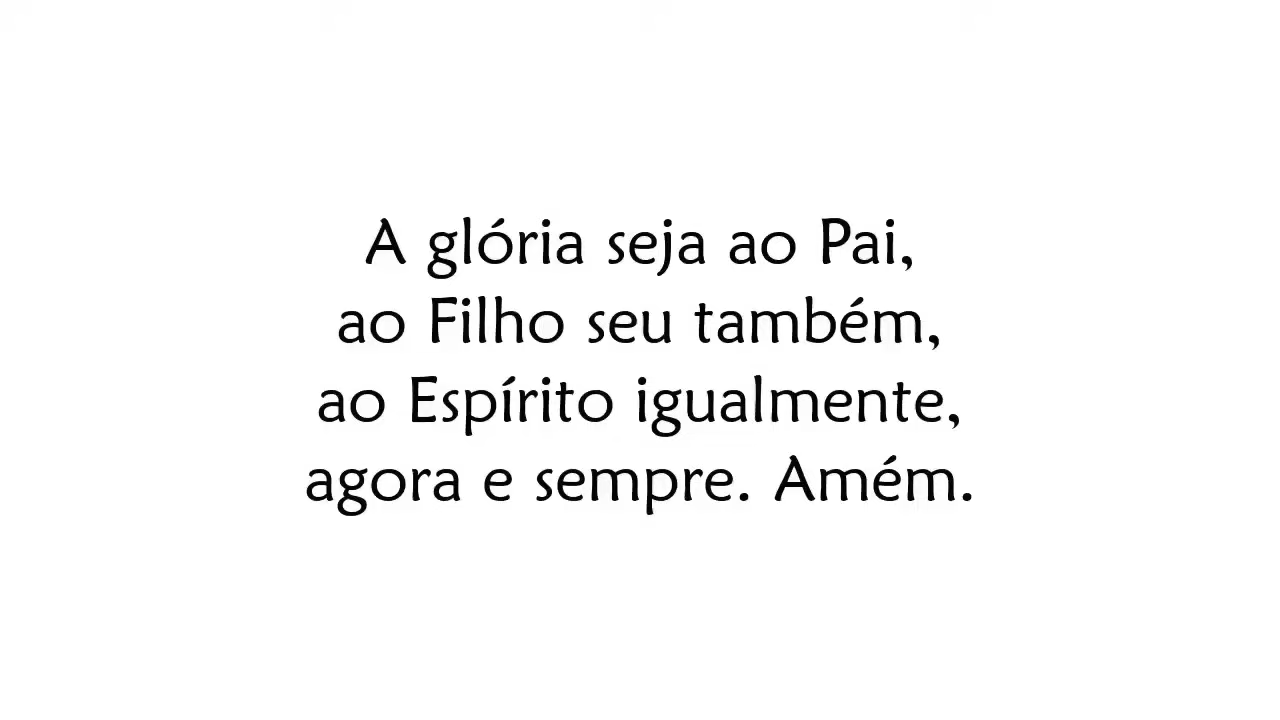 A glória seja ao Pai,
ao Filho seu também,
ao Espírito igualmente,
agora e sempre. Amém.